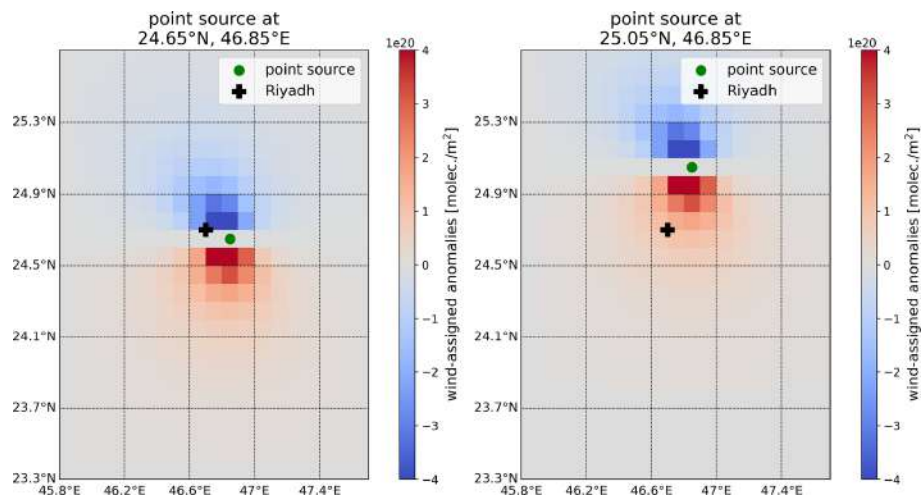 point source at
24.65°N, 46.85°E
1e20
point source
Riyadh
25.3°N
24.9°N
24.5°N
24.1°N
23.7°N
23.3°N
45.8°E 46.2°E 46.6°E 47°E 47.4°E
4
3
2
1
0
−1
−2
−3
−4
wind-assigned anomalies [molec./m²]
point source at
25.05°N, 46.85°E
1e20
point source
Riyadh
25.3°N
24.9°N
24.5°N
24.1°N
23.7°N
23.3°N
45.8°E 46.2°E 46.6°E 47°E 47.4°E
4
3
2
1
0
−1
−2
−3
−4
wind-assigned anomalies [molec./m²]